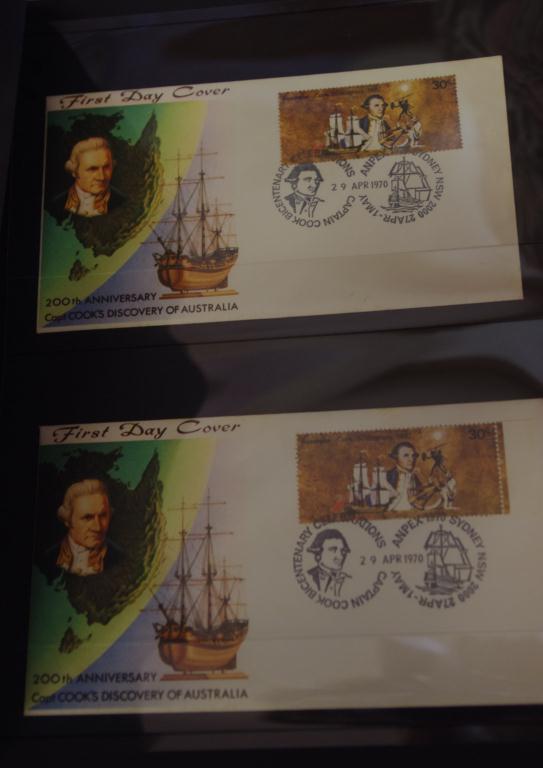 First Day Cover
30c
CAPTAIN COOK BICENTENARY CELEBRATIONS
ANPEX 1970 SYDNEY NSW 2000 27APR-1MAY
29 APR 1970
200th ANNIVERSARY
Capt COOK'S DISCOVERY OF AUSTRALIA
First Day Cover
30c
CAPTAIN COOK BICENTENARY CELEBRATIONS
ANPEX 1970 SYDNEY NSW 2000 27APR-1MAY
29 APR 1970
200th ANNIVERSARY
Capt COOK'S DISCOVERY OF AUSTRALIA